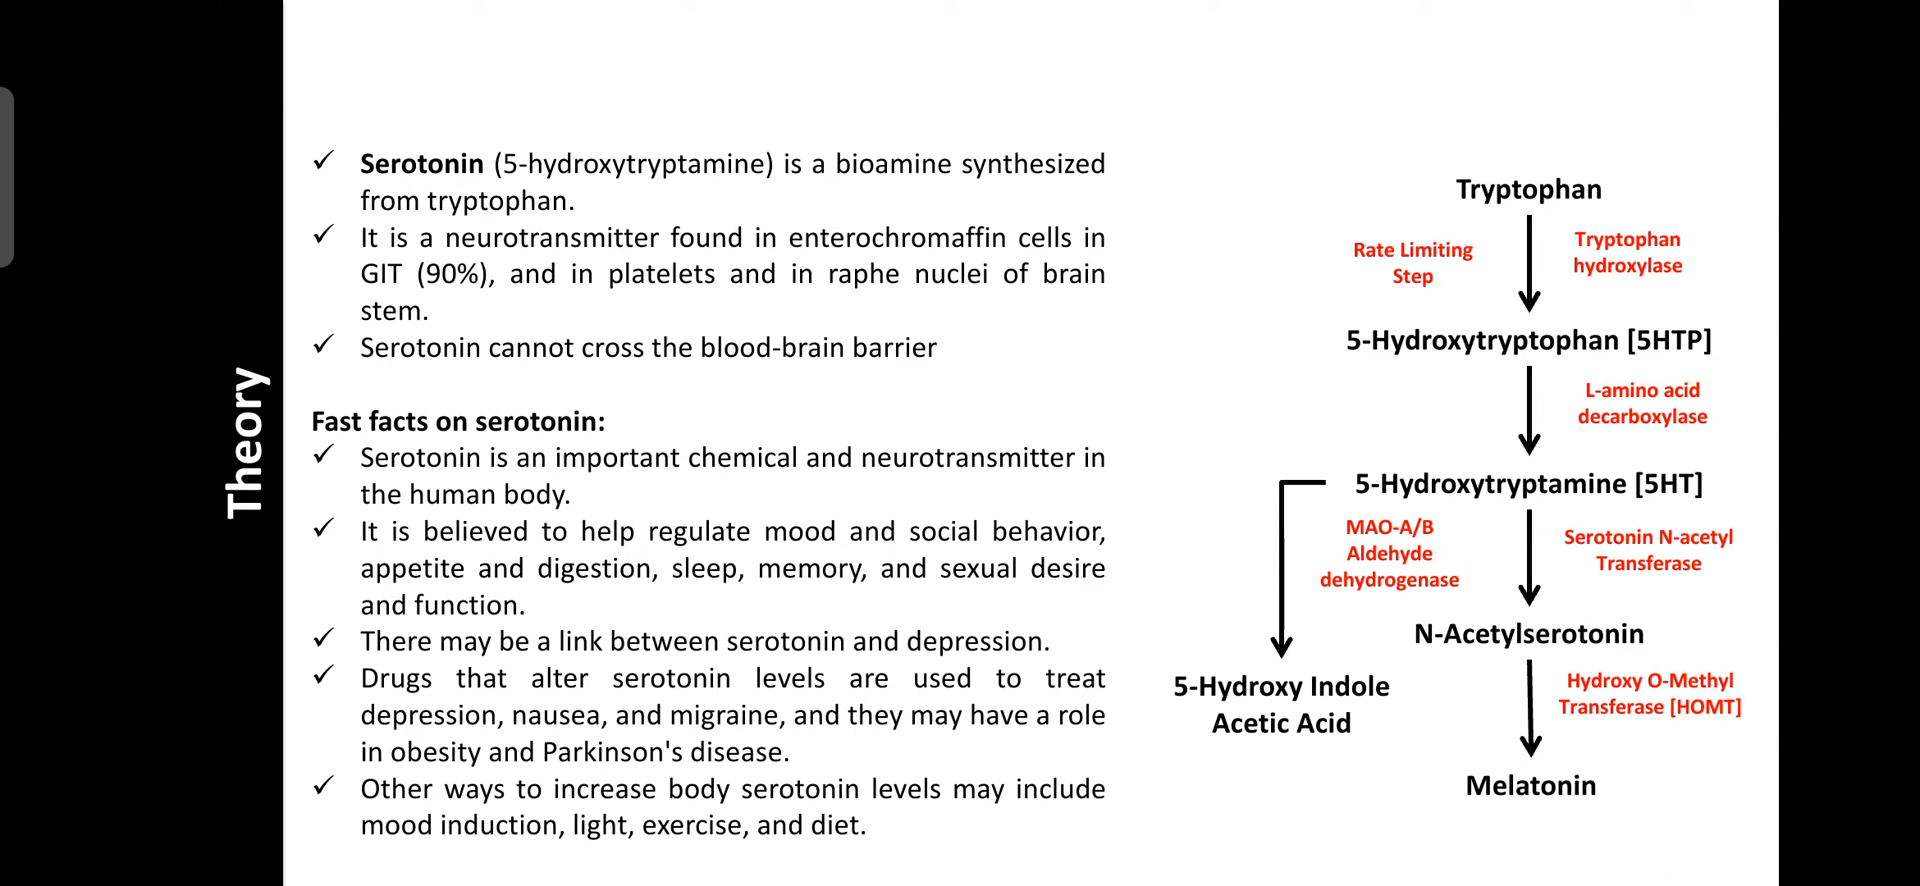 Theory
✓ Serotonin (5-hydroxytryptamine) is a bioamine synthesized
from tryptophan.
✓ It is a neurotransmitter found in enterochromaffin cells in
GIT (90%), and in platelets and in raphe nuclei of brain
stem.
✓ Serotonin cannot cross the blood-brain barrier
Fast facts on serotonin:
✓ Serotonin is an important chemical and neurotransmitter in
the human body.
✓ It is believed to help regulate mood and social behavior,
appetite and digestion, sleep, memory, and sexual desire
and function.
✓ There may be a link between serotonin and depression.
✓ Drugs that alter serotonin levels are used to treat
depression, nausea, and migraine, and they may have a role
in obesity and Parkinson's disease.
✓ Other ways to increase body serotonin levels may include
mood induction, light, exercise, and diet.
Tryptophan
Rate Limiting
Step
Tryptophan
hydroxylase
5-Hydroxytryptophan [5HTP]
L-amino acid
decarboxylase
5-Hydroxytryptamine [5HT]
MAO-A/B
Aldehyde
dehydrogenase
Serotonin N-acetyl
Transferase
N-Acetylserotonin
5-Hydroxy Indole
Acetic Acid
Hydroxy O-Methyl
Transferase [HOMT]
Melatonin